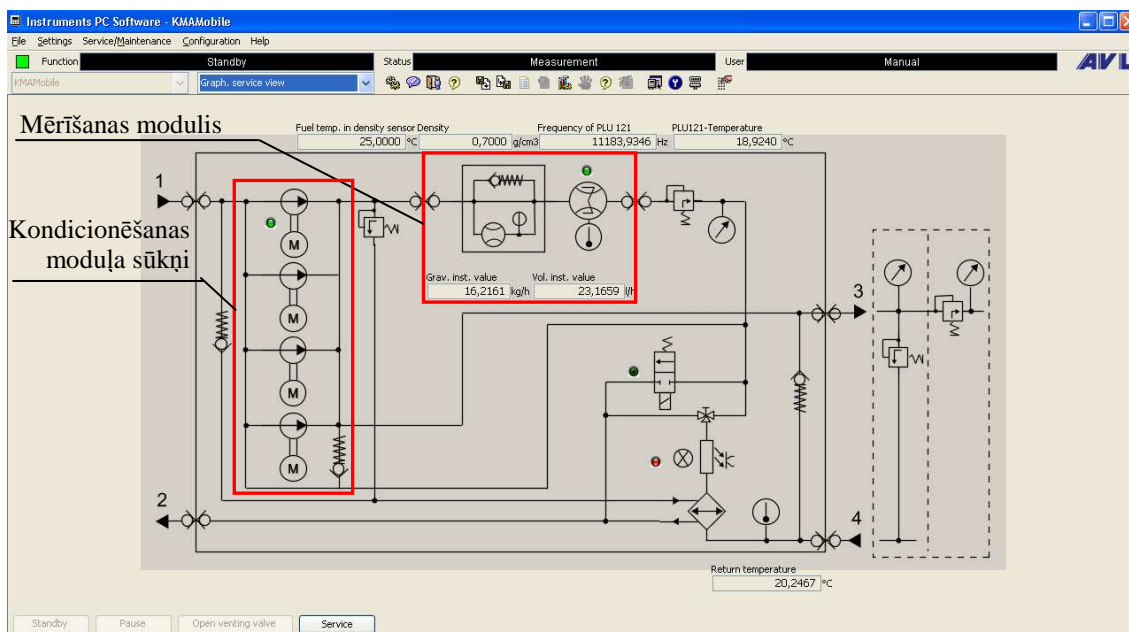 Instruments PC Software - KMAMobile
File Settings Service/Maintenance Configuration Help
Function Standby Status Measurement User Manual AVL
KMAMobile Graph. service view
Mērīšanas modulis
Fuel temp. in density sensor Density Frequency of PLU 121 PLU121-Temperature
25,0000 °C 0,7000 g/cm3 11183,9346 Hz 18,9240 °C
1
Kondicionēšanas
moduļa sūkņi
M
M
M
M
Grav. inst. value Vol. inst. value
16,2161 kg/h 23,1659 l/h
3
2
4
Return temperature
20,2467 °C
Standby Pause Open venting valve Service